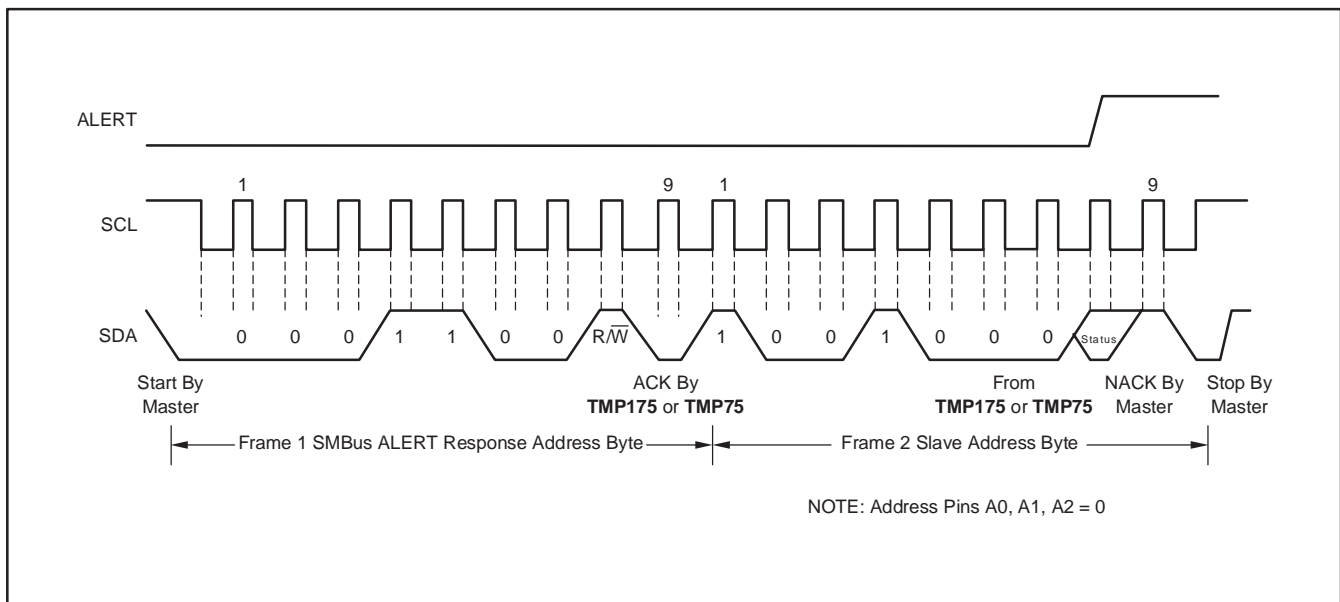 ALERT
1 9 1 9
SCL
SDA
0 0 0 1 1 0 0 R/W̅ 1 0 0 1 0 0 0 Status
Start By
Master
ACK By
TMP175 or TMP75
From
TMP175 or TMP75
NACK By
Master
Stop By
Master
Frame 1 SMBus ALERT Response Address Byte
Frame 2 Slave Address Byte
NOTE: Address Pins A0, A1, A2 = 0